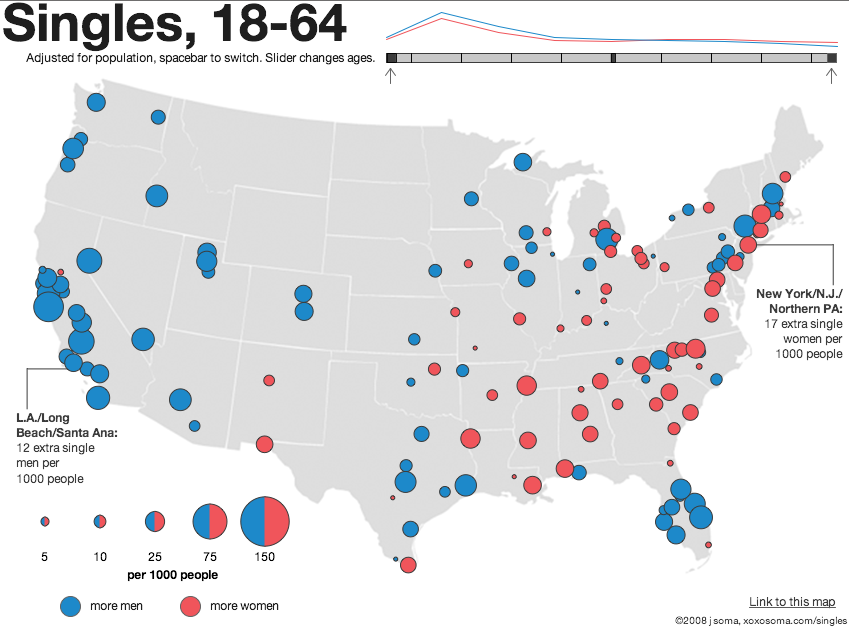 Singles, 18-64
Adjusted for population, spacebar to switch. Slider changes ages.
New York/N.J./
Northern PA:
17 extra single
women per
1000 people
L.A./Long
Beach/Santa Ana:
12 extra single
men per
1000 people
5 10 25 75 150
per 1000 people
more men more women
Link to this map
©2008 j soma, xoxosoma.com/singles